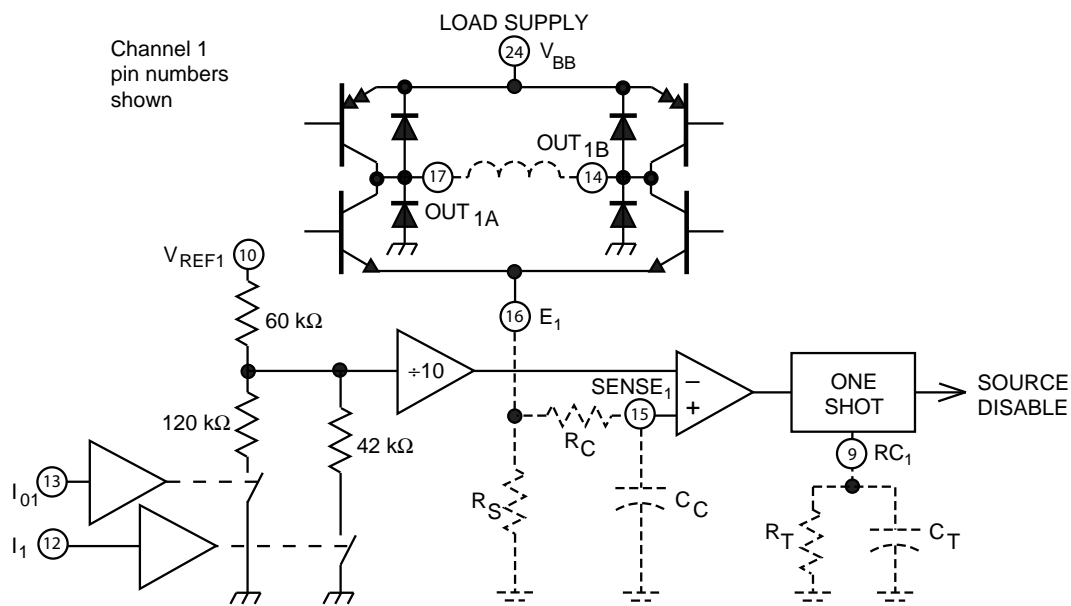 LOAD SUPPLY
Channel 1
pin numbers
shown
24
VBB
OUT1B
17
14
OUT1A
VREF1
10
60 kΩ
16
E1
÷10
SENSE1
−
+
ONE
SHOT
SOURCE
DISABLE
120 kΩ
42 kΩ
15
RC
9
RC1
13
I01
RS
CC
12
I1
RT
CT